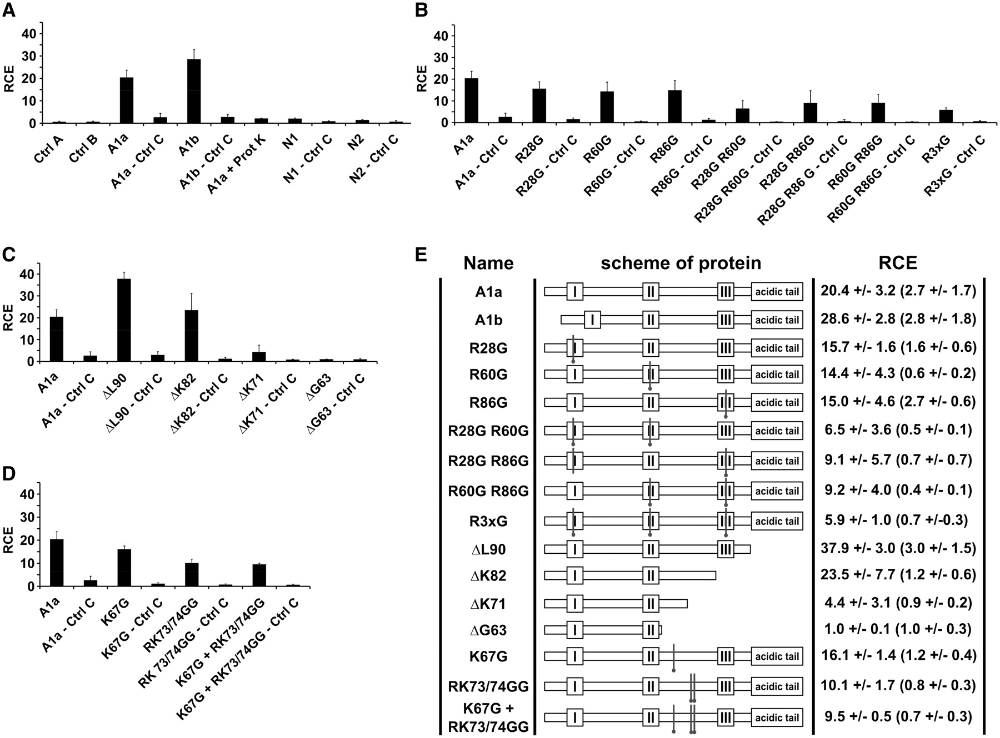 A
RCE
40
30
20
10
0
Ctrl A
Ctrl B
A1a
A1a - Ctrl C
A1b
A1b - Ctrl C
A1a + Prot K
N1
N1 - Ctrl C
N2
N2 - Ctrl C
B
RCE
40
30
20
10
0
A1a
A1a - Ctrl C
R28G
R28G - Ctrl C
R60G
R60G - Ctrl C
R86G
R86G - Ctrl C
R28G R60G
R28G R60G - Ctrl C
R28G R86G
R28G R86 G - Ctrl C
R60G R86G
R60G R86G - Ctrl C
R3xG
R3xG - Ctrl C
C
RCE
40
30
20
10
0
A1a
A1a - Ctrl C
ΔL90
ΔL90 - Ctrl C
ΔK82
ΔK82 - Ctrl C
ΔK71
ΔK71 - Ctrl C
ΔG63
ΔG63 - Ctrl C
D
RCE
40
30
20
10
0
A1a
A1a - Ctrl C
K67G
K67G - Ctrl C
RK73/74GG
RK 73/74GG - Ctrl C
K67G + RK73/74GG
K67G + RK73/74GG - Ctrl C
E
Name scheme of protein RCE
A1a I II III acidic tail 20.4 +/- 3.2 (2.7 +/- 1.7)
A1b I II III acidic tail 28.6 +/- 2.8 (2.8 +/- 1.8)
R28G I II III acidic tail 15.7 +/- 1.6 (1.6 +/- 0.6)
R60G I II III acidic tail 14.4 +/- 4.3 (0.6 +/- 0.2)
R86G I II III acidic tail 15.0 +/- 4.6 (2.7 +/- 0.6)
R28G R60G I II III acidic tail 6.5 +/- 3.6 (0.5 +/- 0.1)
R28G R86G I II III acidic tail 9.1 +/- 5.7 (0.7 +/- 0.7)
R60G R86G I II III acidic tail 9.2 +/- 4.0 (0.4 +/- 0.1)
R3xG I II III acidic tail 5.9 +/- 1.0 (0.7 +/-0.3)
ΔL90 I II III 37.9 +/- 3.0 (3.0 +/- 1.5)
ΔK82 I II 23.5 +/- 7.7 (1.2 +/- 0.6)
ΔK71 I II 4.4 +/- 3.1 (0.9 +/- 0.2)
ΔG63 I II 1.0 +/- 0.1 (1.0 +/- 0.3)
K67G I II III acidic tail 16.1 +/- 1.4 (1.2 +/- 0.4)
RK73/74GG I II III acidic tail 10.1 +/- 1.7 (0.8 +/- 0.3)
K67G +
RK73/74GG I II III acidic tail 9.5 +/- 0.5 (0.7 +/- 0.3)